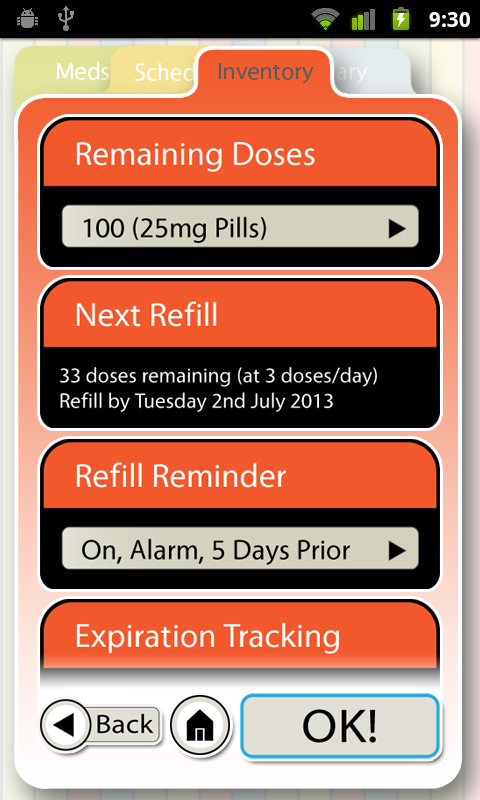 9:30
Meds Sched Inventory ary
Remaining Doses
100 (25mg Pills)
Next Refill
33 doses remaining (at 3 doses/day)
Refill by Tuesday 2nd July 2013
Refill Reminder
On, Alarm, 5 Days Prior
Expiration Tracking
Back OK!